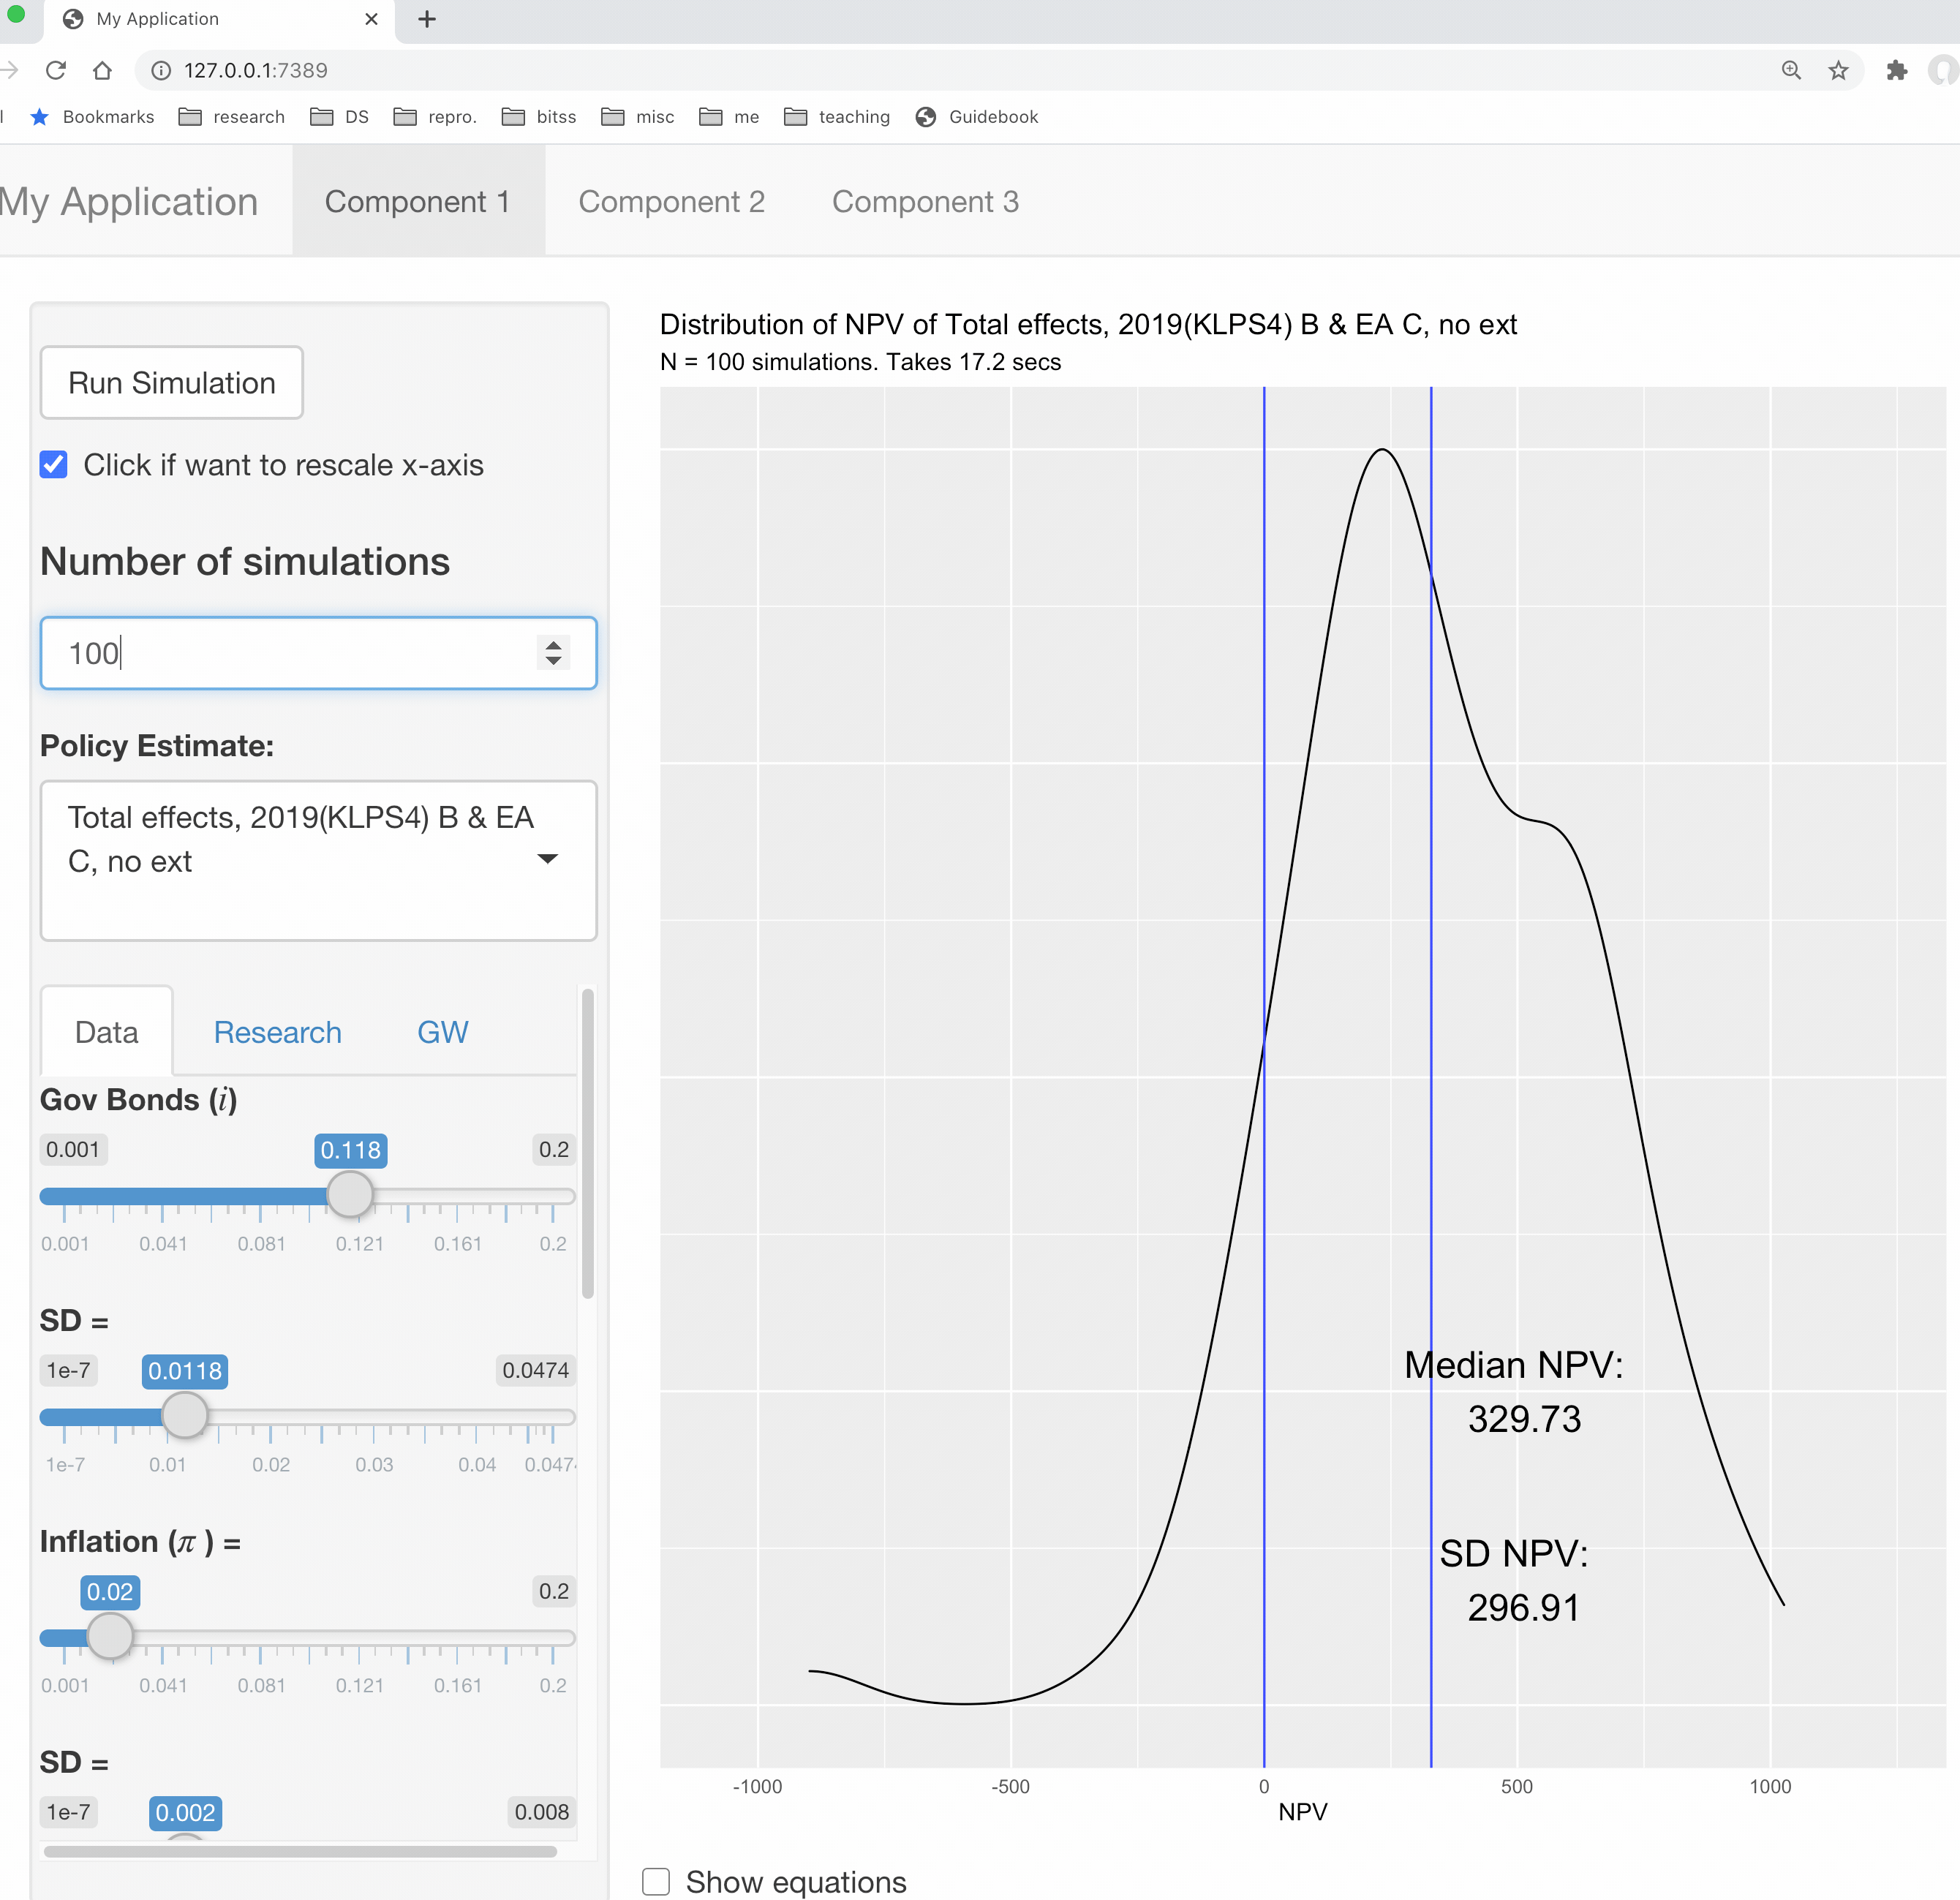 My Application
127.0.0.1:7389
Bookmarks research DS repro. bitss misc me teaching Guidebook
My Application Component 1 Component 2 Component 3
Run Simulation
Click if want to rescale x-axis
Number of simulations
100
Policy Estimate:
Total effects, 2019(KLPS4) B & EA
C, no ext
Data Research GW
Gov Bonds (i)
0.001 0.118 0.2
0.001 0.041 0.081 0.121 0.161 0.2
SD =
1e-7 0.0118 0.0474
1e-7 0.01 0.02 0.03 0.04 0.047
Inflation (π ) =
0.02 0.2
0.001 0.041 0.081 0.121 0.161 0.2
SD =
1e-7 0.002 0.008
Distribution of NPV of Total effects, 2019(KLPS4) B & EA C, no ext
N = 100 simulations. Takes 17.2 secs
Median NPV:
329.73
SD NPV:
296.91
-1000 -500 0 500 1000
NPV
Show equations